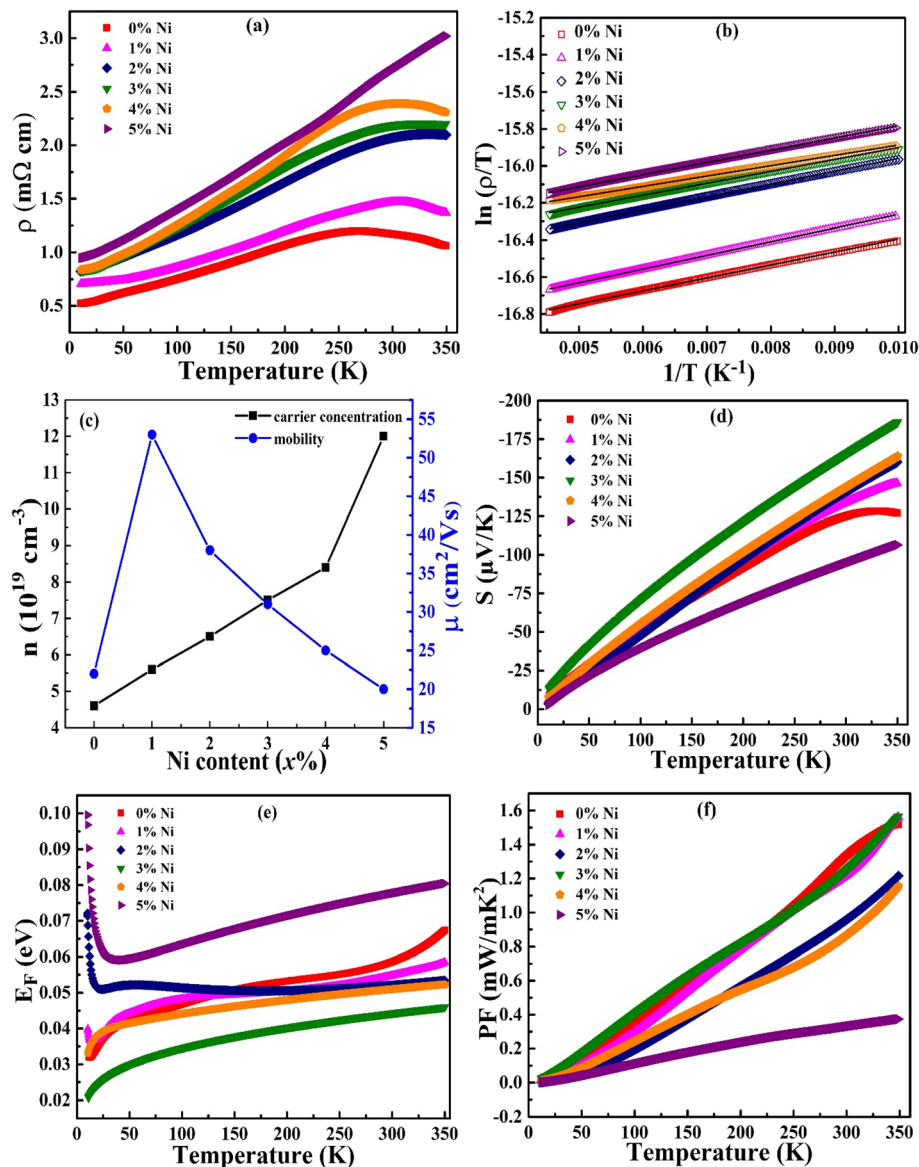 (a)
0% Ni
1% Ni
2% Ni
3% Ni
4% Ni
5% Ni
3.0
2.5
2.0
1.5
1.0
0.5
ρ (mΩ cm)
0 50 100 150 200 250 300 350
Temperature (K)
(b)
0% Ni
1% Ni
2% Ni
3% Ni
4% Ni
5% Ni
-15.2
-15.4
-15.6
-15.8
-16.0
-16.2
-16.4
-16.6
-16.8
ln (ρ/T)
0.005 0.006 0.007 0.008 0.009 0.010
1/T (K-1)
(c)
carrier concentration
mobility
13
12
11
10
9
8
7
6
5
4
n (10¹⁹ cm⁻³)
55
50
45
40
35
30
25
20
15
μ (cm²/Vs)
0 1 2 3 4 5
Ni content (x%)
(d)
0% Ni
1% Ni
2% Ni
3% Ni
4% Ni
5% Ni
-200
-175
-150
-125
-100
-75
-50
-25
0
S (μV/K)
0 50 100 150 200 250 300 350
Temperature (K)
(e)
0% Ni
1% Ni
2% Ni
3% Ni
4% Ni
5% Ni
0.10
0.09
0.08
0.07
0.06
0.05
0.04
0.03
0.02
E_F (eV)
0 50 100 150 200 250 300 350
Temperature (K)
(f)
0% Ni
1% Ni
2% Ni
3% Ni
4% Ni
5% Ni
1.6
1.4
1.2
1.0
0.8
0.6
0.4
0.2
0.0
-0.2
PF (mW/mK²)
0 50 100 150 200 250 300 350
Temperature (K)